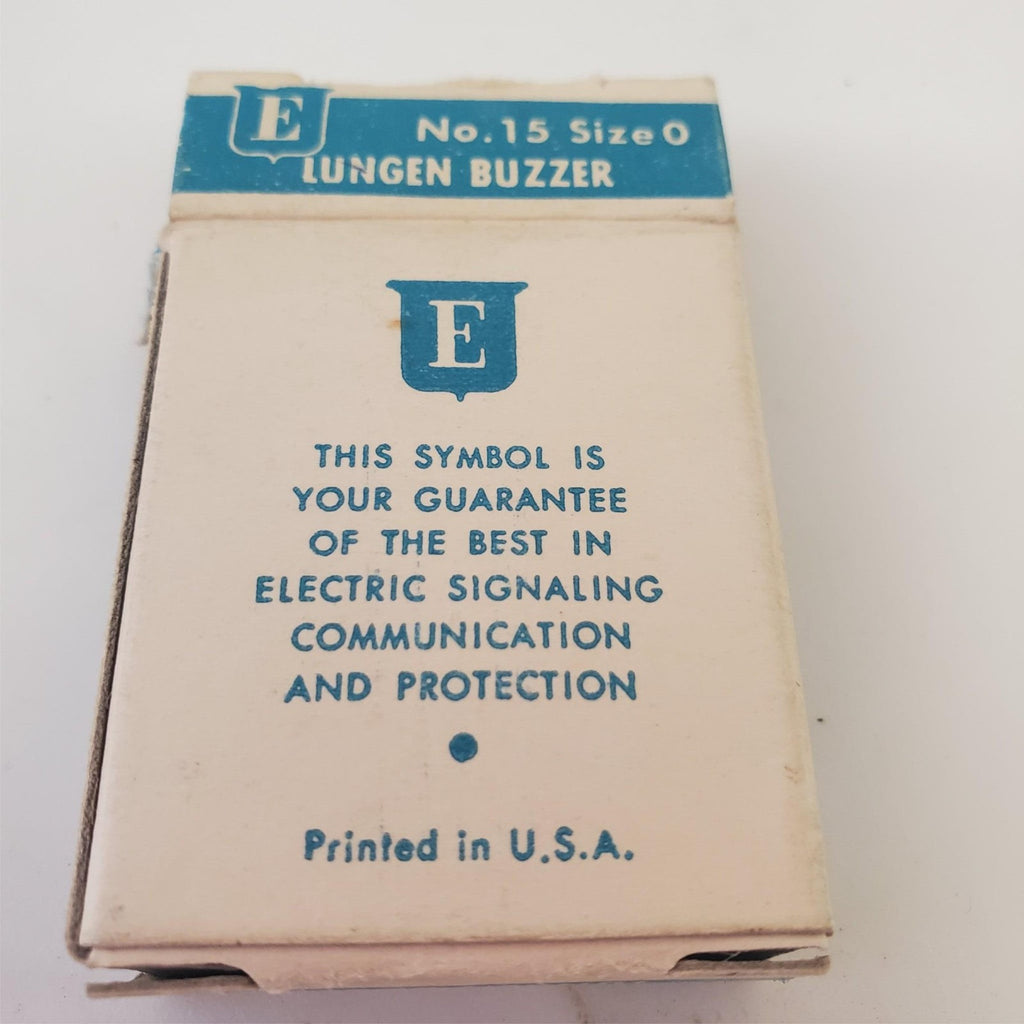 E
No. 15 Size 0
LUNGEN BUZZER
E
THIS SYMBOL IS
YOUR GUARANTEE
OF THE BEST IN
ELECTRIC SIGNALING
COMMUNICATION
AND PROTECTION
Printed in U.S.A.